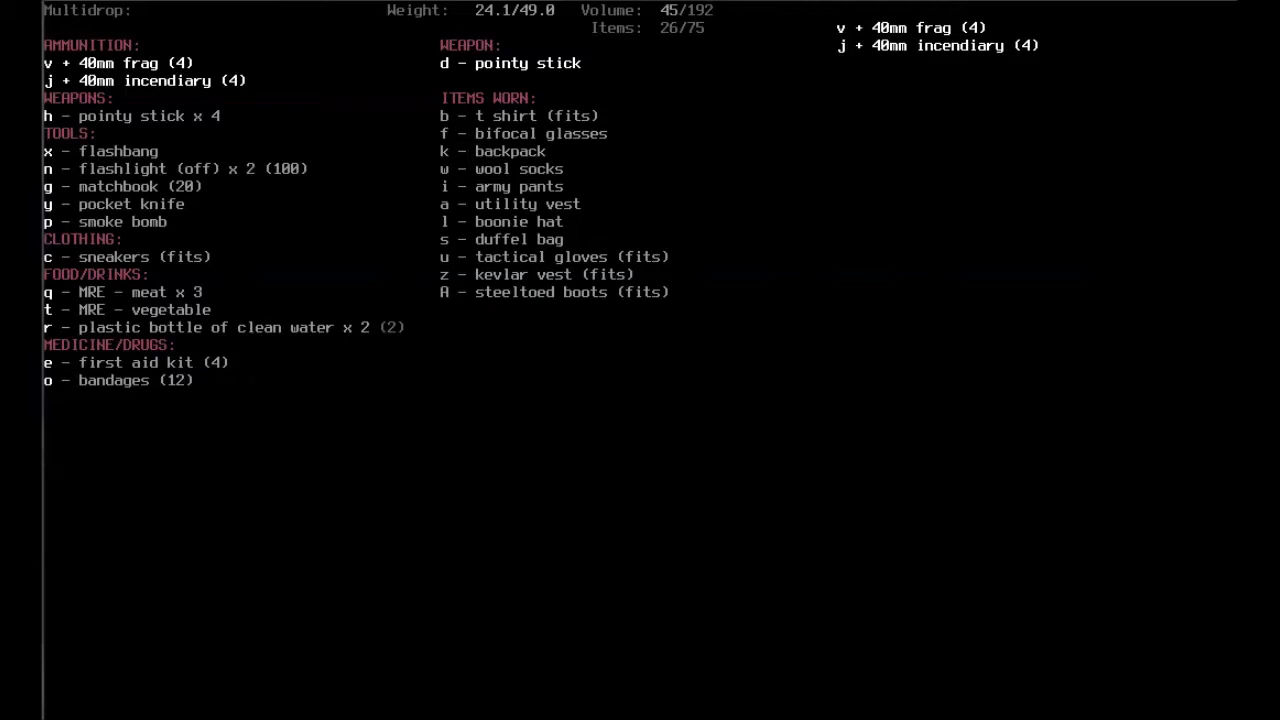 Multidrop: Weight: 24.1/49.0 Volume: 45/192
Items: 26/75
AMMUNITION:
v + 40mm frag (4)
j + 40mm incendiary (4)
WEAPONS:
h - pointy stick x 4
TOOLS:
x - flashbang
n - flashlight (off) x 2 (100)
g - matchbook (20)
y - pocket knife
p - smoke bomb
CLOTHING:
c - sneakers (fits)
FOOD/DRINKS:
q - MRE - meat x 3
t - MRE - vegetable
r - plastic bottle of clean water x 2 (2)
MEDICINE/DRUGS:
e - first aid kit (4)
o - bandages (12)
WEAPON:
d - pointy stick
ITEMS WORN:
b - t shirt (fits)
f - bifocal glasses
k - backpack
w - wool socks
i - army pants
a - utility vest
l - boonie hat
s - duffel bag
u - tactical gloves (fits)
z - kevlar vest (fits)
A - steeltoed boots (fits)
v + 40mm frag (4)
j + 40mm incendiary (4)